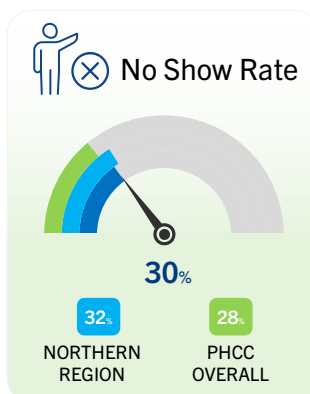 No Show Rate
30%
32%
28%
NORTHERN
REGION
PHCC
OVERALL